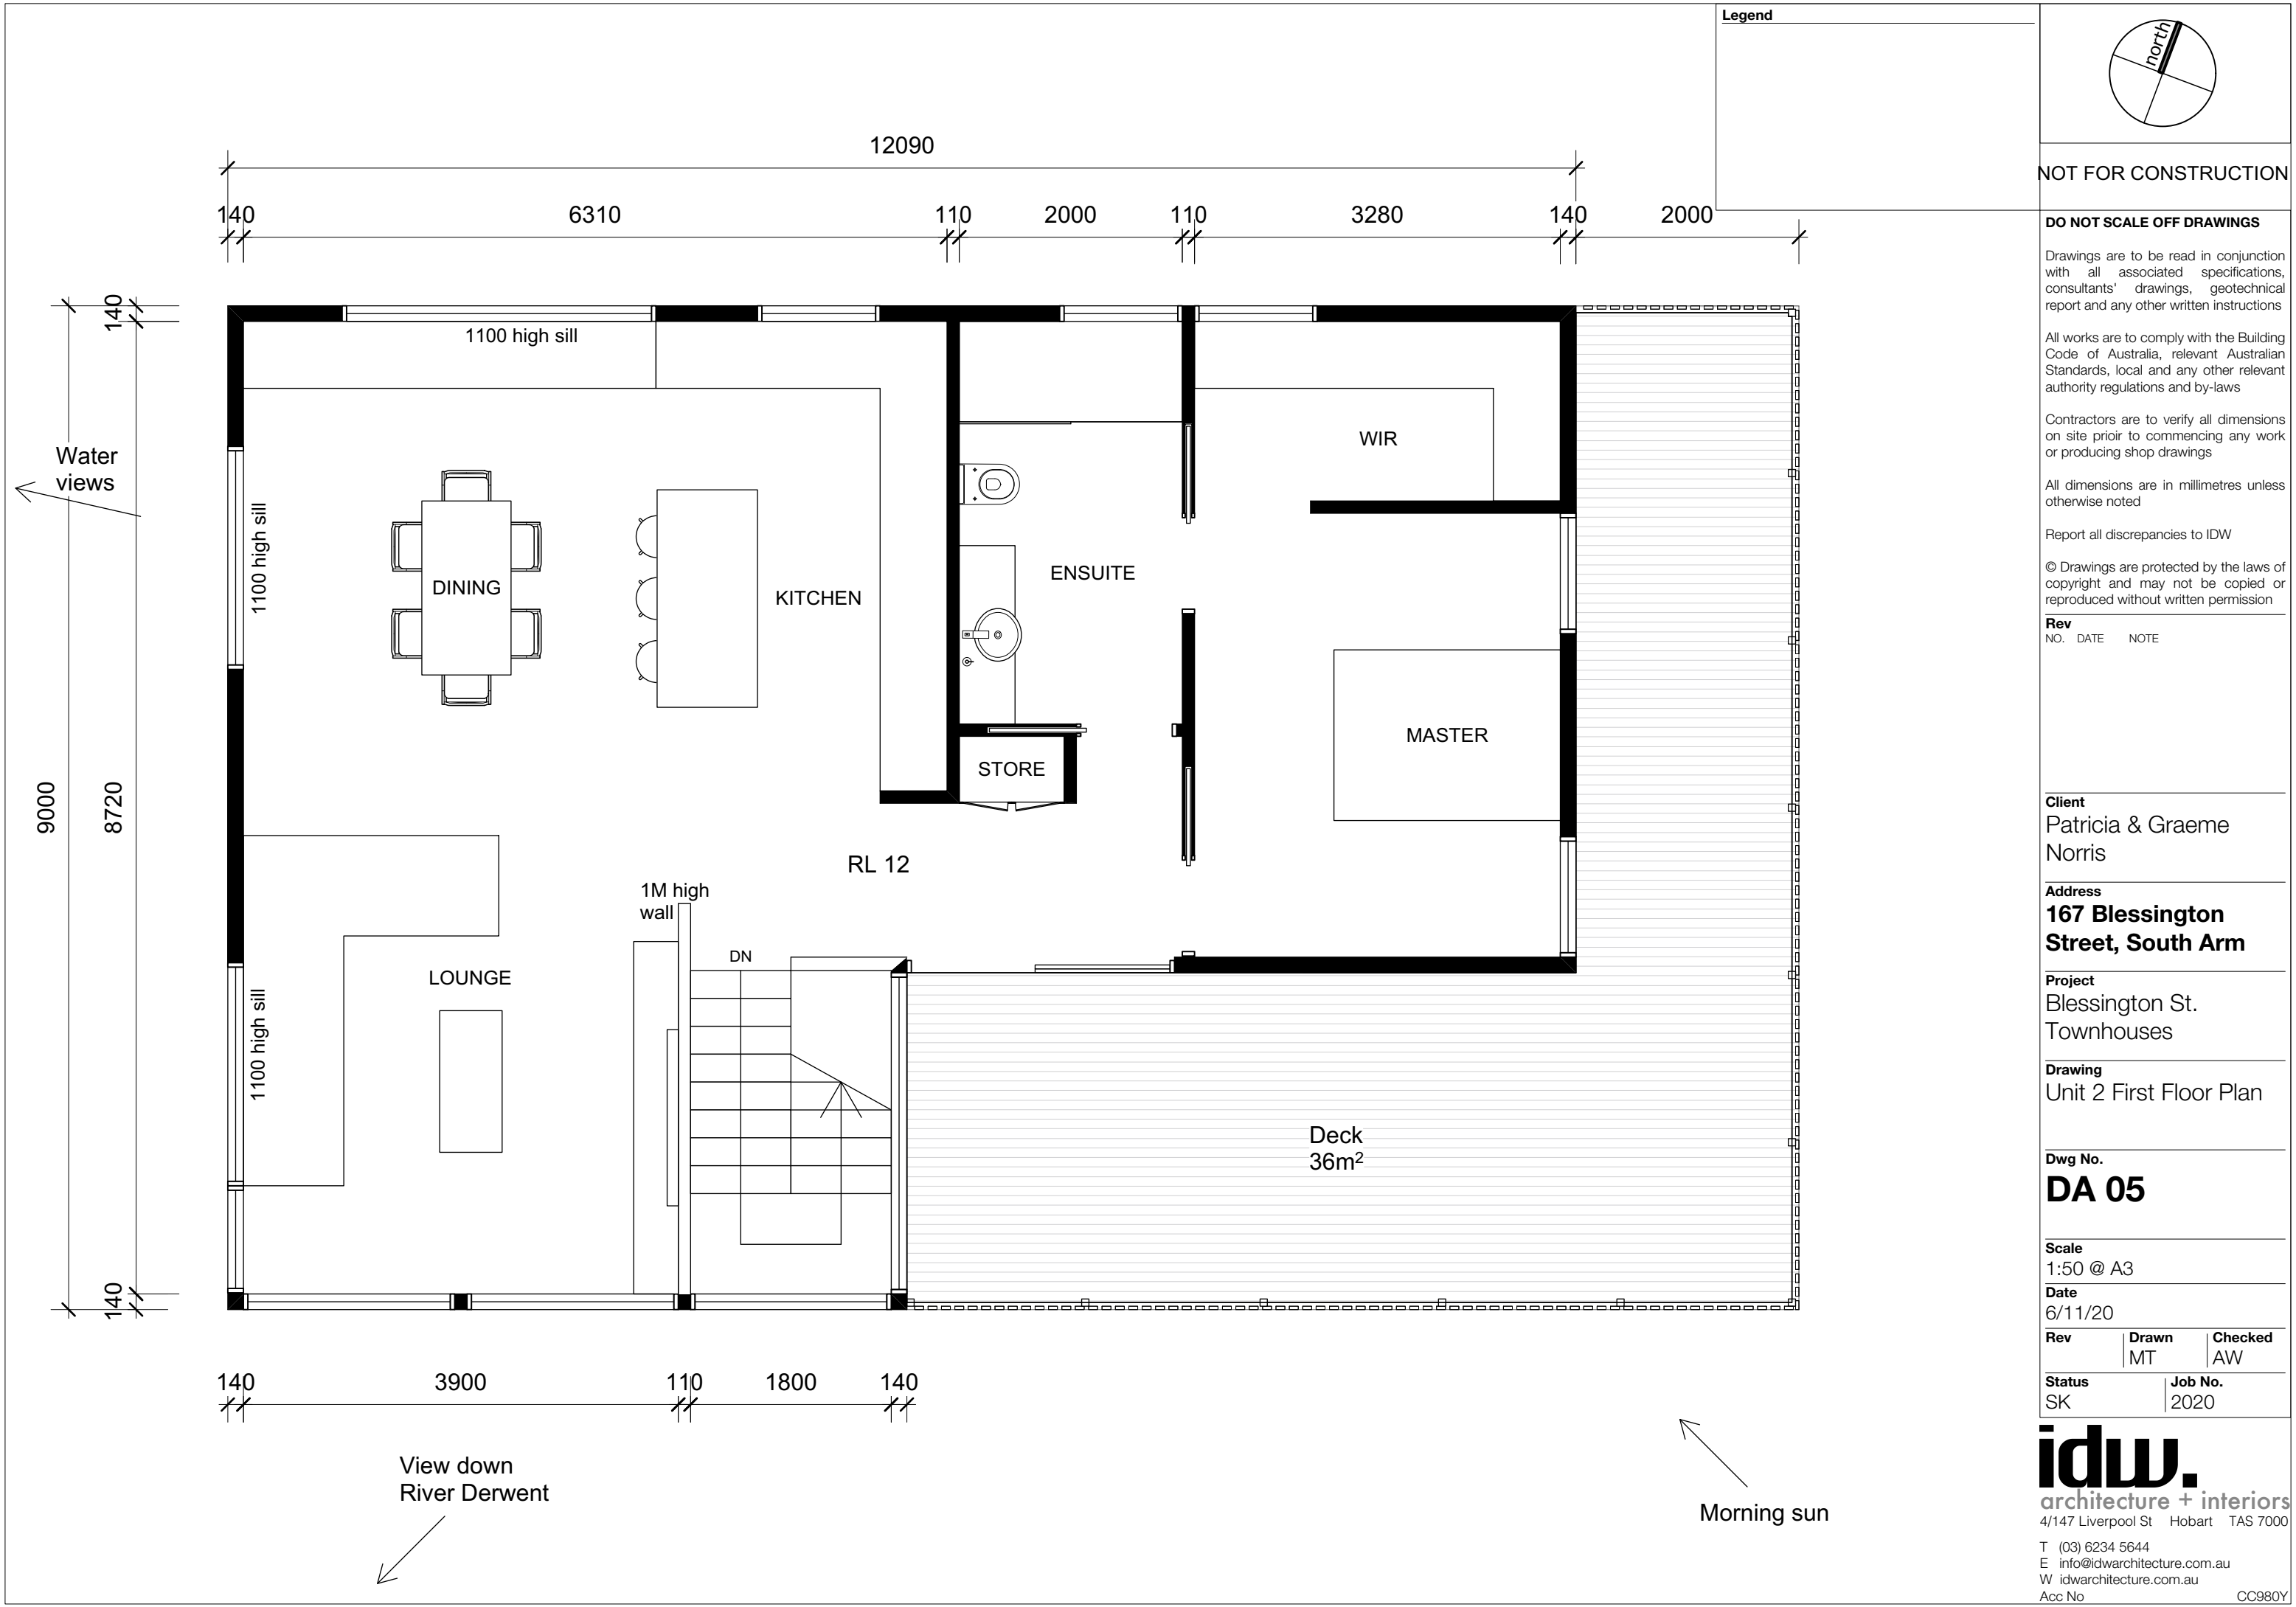 Legend
north
NOT FOR CONSTRUCTION
12090
140 6310 110 2000 110 3280 140 2000
140
9000
8720
140
1100 high sill
Water
views
1100 high sill
DINING
KITCHEN
ENSUITE
WIR
MASTER
STORE
RL 12
1M high
wall
DN
LOUNGE
1100 high sill
Deck
36m²
140 3900 110 1800 140
View down
River Derwent
Morning sun
DO NOT SCALE OFF DRAWINGS
Drawings are to be read in conjunction
with all associated specifications,
consultants' drawings, geotechnical
report and any other written instructions
All works are to comply with the Building
Code of Australia, relevant Australian
Standards, local and any other relevant
authority regulations and by-laws
Contractors are to verify all dimensions
on site prioir to commencing any work
or producing shop drawings
All dimensions are in millimetres unless
otherwise noted
Report all discrepancies to IDW
© Drawings are protected by the laws of
copyright and may not be copied or
reproduced without written permission
Rev
NO. DATE NOTE
Client
Patricia & Graeme
Norris
Address
167 Blessington
Street, South Arm
Project
Blessington St.
Townhouses
Drawing
Unit 2 First Floor Plan
Dwg No.
DA 05
Scale
1:50 @ A3
Date
6/11/20
Rev Drawn Checked
MT AW
Status Job No.
SK 2020
idw.
architecture + interiors
4/147 Liverpool St Hobart TAS 7000
T (03) 6234 5644
E info@idwarchitecture.com.au
W idwarchitecture.com.au
Acc No CC980Y